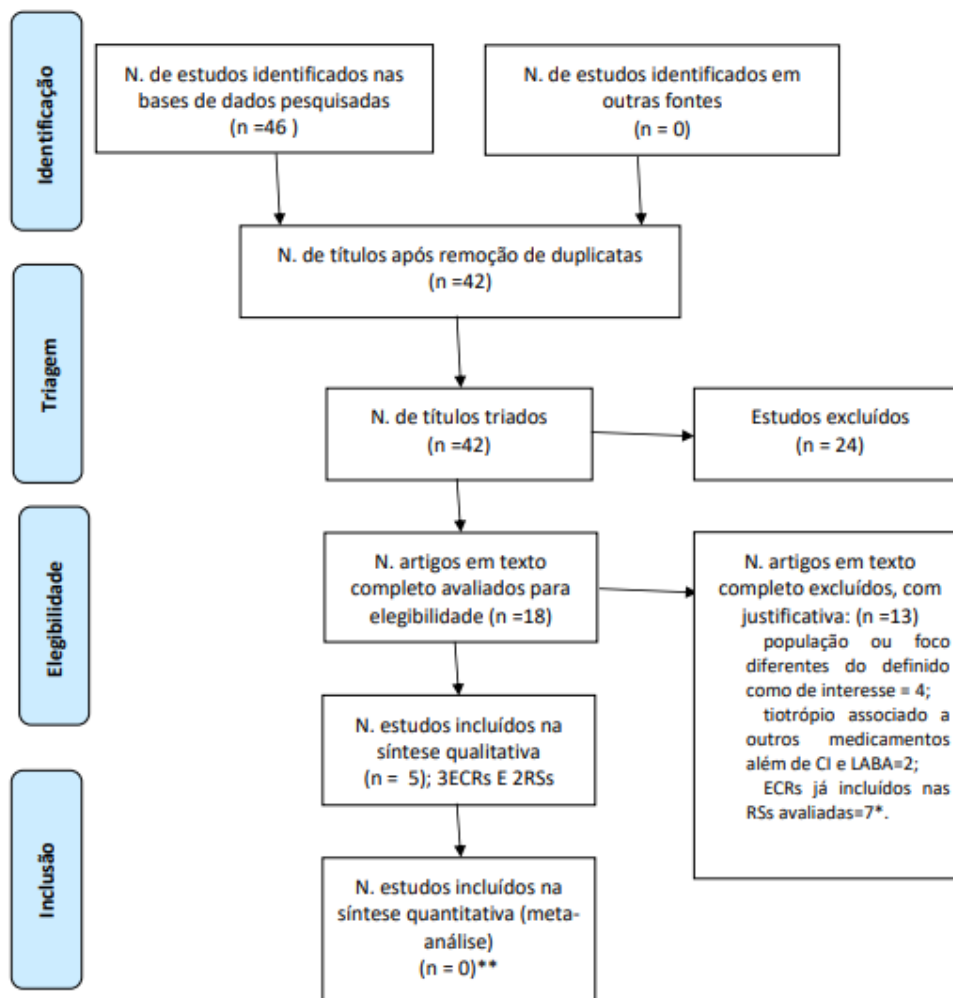 Identificação
N. de estudos identificados nas
bases de dados pesquisadas
(n =46 )
N. de estudos identificados em
outras fontes
(n = 0)
N. de títulos após remoção de duplicatas
(n =42)
Triagem
N. de títulos triados
(n =42)
Estudos excluídos
(n = 24)
Elegibilidade
N. artigos em texto
completo avaliados para
elegibilidade (n =18)
N. artigos em texto
completo excluídos, com
justificativa: (n =13)
população ou foco
diferentes do definido
como de interesse = 4;
tiotrópio associado a
outros medicamentos
além de CI e LABA=2;
ECRs já incluídos nas
RSs avaliadas=7*.
N. estudos incluídos na
síntese qualitativa
(n = 5); 3ECRs E 2RSs
Inclusão
N. estudos incluídos na
síntese quantitativa (meta-
análise)
(n = 0)**